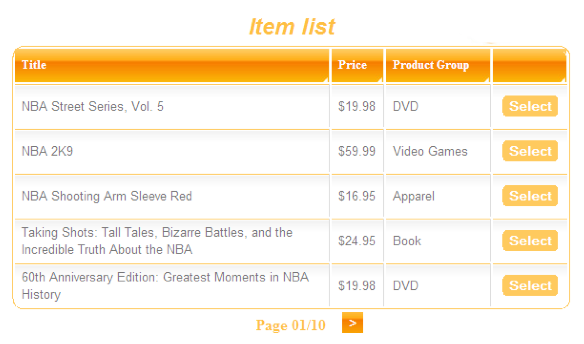 Item list
Title Price Product Group
NBA Street Series, Vol. 5 $19.98 DVD Select
NBA 2K9 $59.99 Video Games Select
NBA Shooting Arm Sleeve Red $16.95 Apparel Select
Taking Shots: Tall Tales, Bizarre Battles, and the
Incredible Truth About the NBA $24.95 Book Select
60th Anniversary Edition: Greatest Moments in NBA
History $19.98 DVD Select
Page 01/10 >